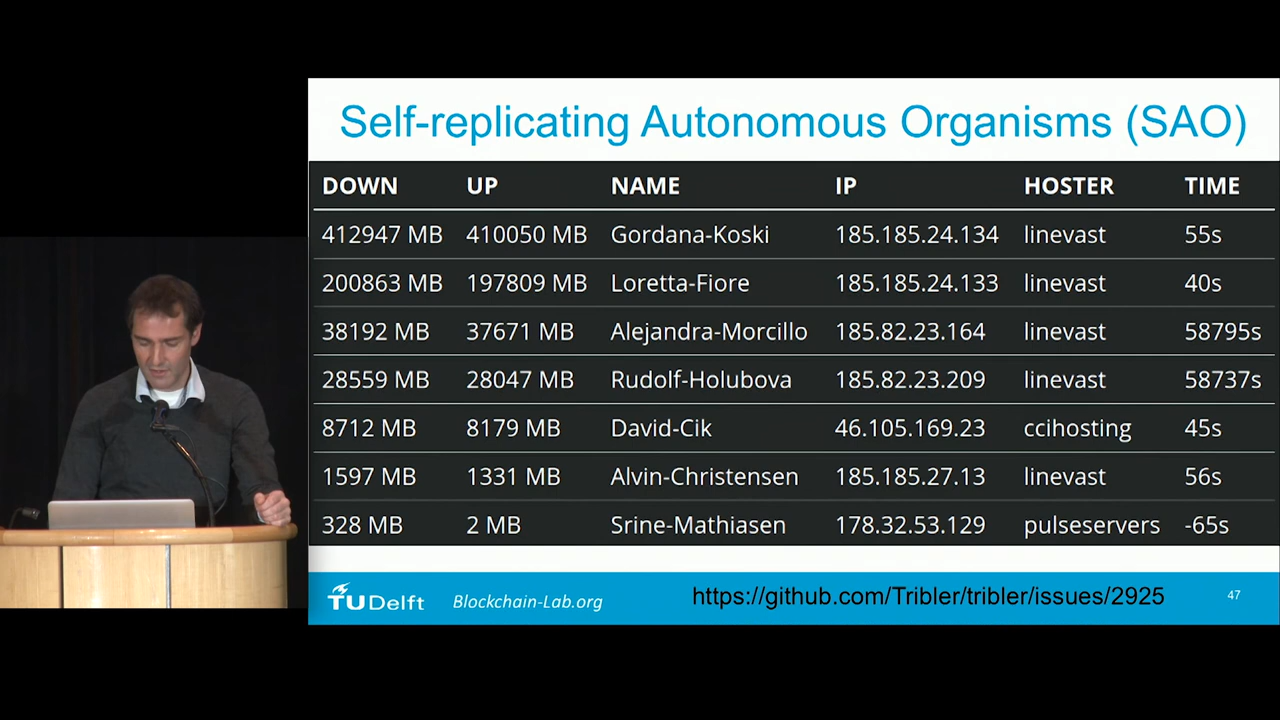 Self-replicating Autonomous Organisms (SAO)
DOWN UP NAME IP HOSTER TIME
412947 MB 410050 MB Gordana-Koski 185.185.24.134 linevast 55s
200863 MB 197809 MB Loretta-Fiore 185.185.24.133 linevast 40s
38192 MB 37671 MB Alejandra-Morcillo 185.82.23.164 linevast 58795s
28559 MB 28047 MB Rudolf-Holubova 185.82.23.209 linevast 58737s
8712 MB 8179 MB David-Cik 46.105.169.23 ccihosting 45s
1597 MB 1331 MB Alvin-Christensen 185.185.27.13 linevast 56s
328 MB 2 MB Srine-Mathiasen 178.32.53.129 pulseservers -65s
TUDelft Blockchain-Lab.org https://github.com/Tribler/tribler/issues/2925 47